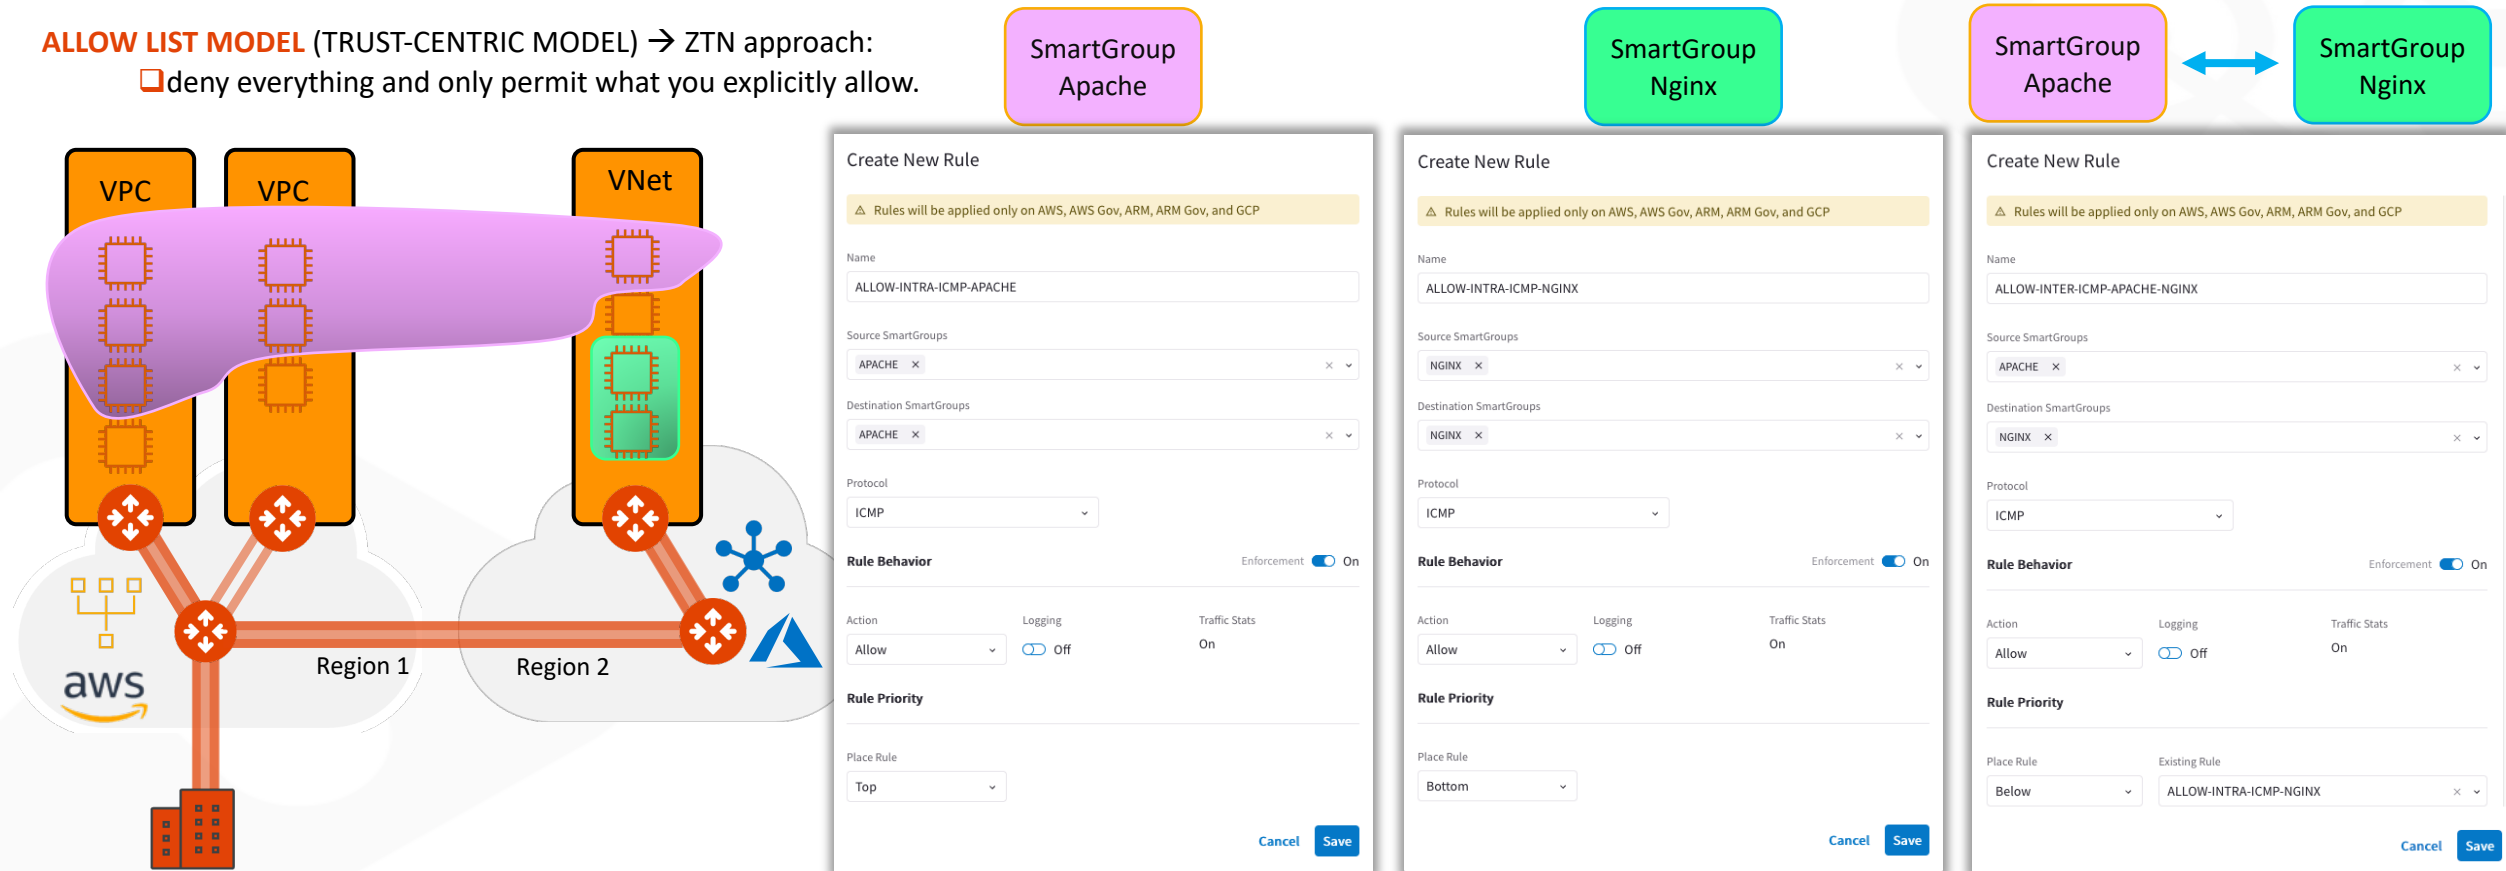 ALLOW LIST MODEL (TRUST-CENTRIC MODEL) → ZTN approach:
deny everything and only permit what you explicitly allow.
VPC
VPC
VNet
aws
Region 1
Region 2
SmartGroup
Apache
Create New Rule
Rules will be applied only on AWS, AWS Gov, ARM, ARM Gov, and GCP
Name
ALLOW-INTRA-ICMP-APACHE
Source SmartGroups
APACHE ×
Destination SmartGroups
APACHE ×
Protocol
ICMP
Rule Behavior
Enforcement On
Action Logging Traffic Stats
Allow Off On
Rule Priority
Place Rule
Top
Cancel Save
SmartGroup
Nginx
Create New Rule
Rules will be applied only on AWS, AWS Gov, ARM, ARM Gov, and GCP
Name
ALLOW-INTRA-ICMP-NGINX
Source SmartGroups
NGINX ×
Destination SmartGroups
NGINX ×
Protocol
ICMP
Rule Behavior
Enforcement On
Action Logging Traffic Stats
Allow Off On
Rule Priority
Place Rule
Bottom
Cancel Save
SmartGroup
Apache
SmartGroup
Nginx
Create New Rule
Rules will be applied only on AWS, AWS Gov, ARM, ARM Gov, and GCP
Name
ALLOW-INTER-ICMP-APACHE-NGINX
Source SmartGroups
APACHE ×
Destination SmartGroups
NGINX ×
Protocol
ICMP
Rule Behavior
Enforcement On
Action Logging Traffic Stats
Allow Off On
Rule Priority
Place Rule Existing Rule
Below ALLOW-INTRA-ICMP-NGINX
Cancel Save